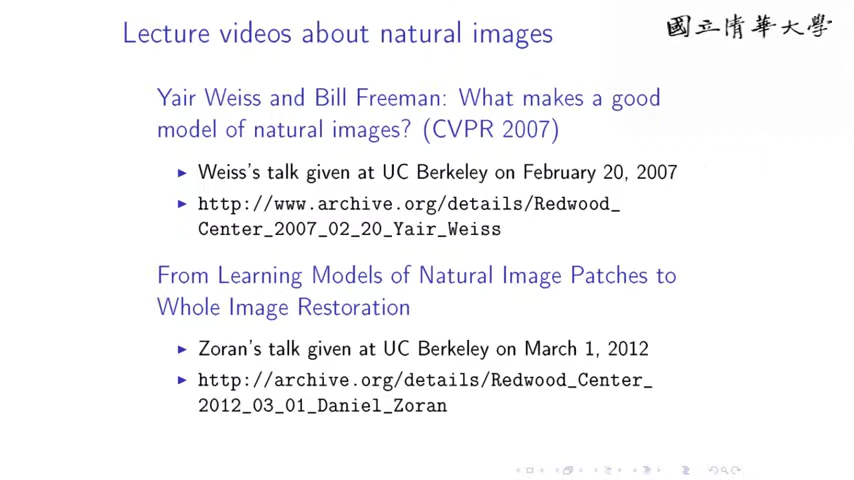 Lecture videos about natural images
國立清華大學
Yair Weiss and Bill Freeman: What makes a good
model of natural images? (CVPR 2007)
Weiss's talk given at UC Berkeley on February 20, 2007
http://www.archive.org/details/Redwood_
Center_2007_02_20_Yair_Weiss
From Learning Models of Natural Image Patches to
Whole Image Restoration
Zoran's talk given at UC Berkeley on March 1, 2012
http://archive.org/details/Redwood_Center_
2012_03_01_Daniel_Zoran